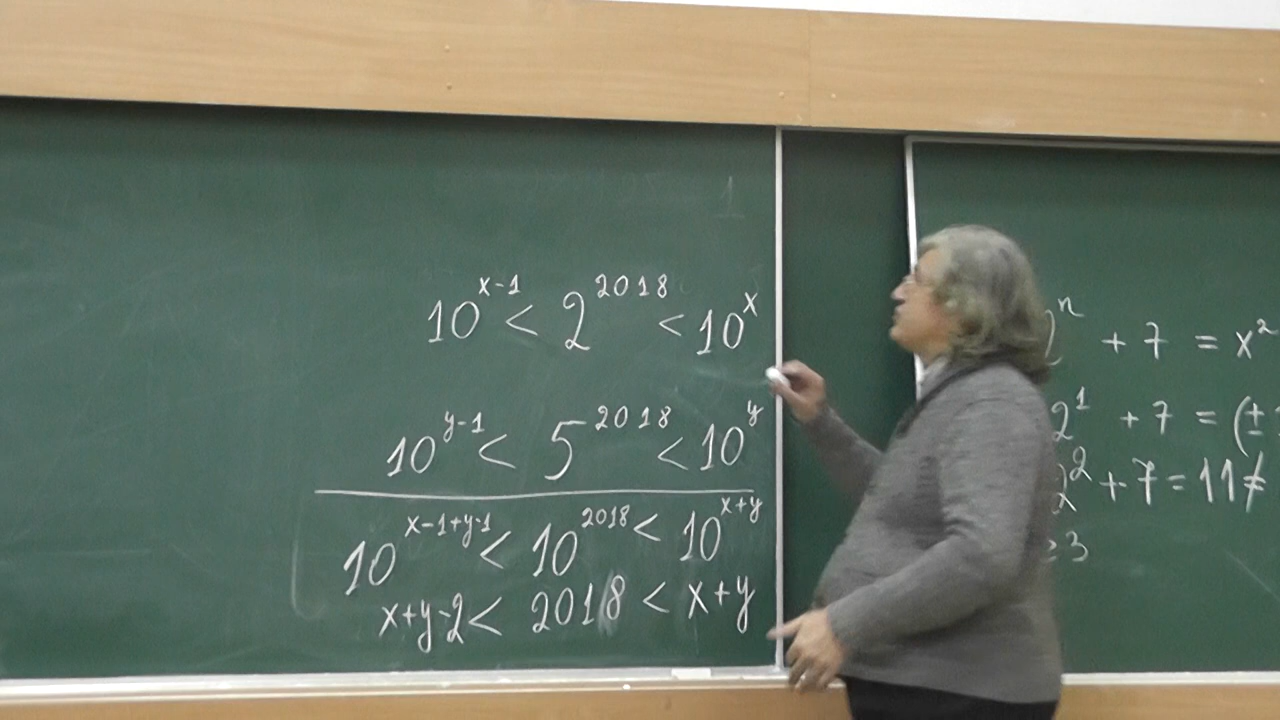 10^{x-1} < 2^{2018} < 10^x
10^{y-1} < 5^{2018} < 10^y
10^{x-1+y-1} < 10^{2018} < 10^{x+y}
x+y-2 < 2018 < x+y
2^n + 7 = x^2
2^1 + 7 = (±
2^2 + 7 = 11 ≠
≥ 3